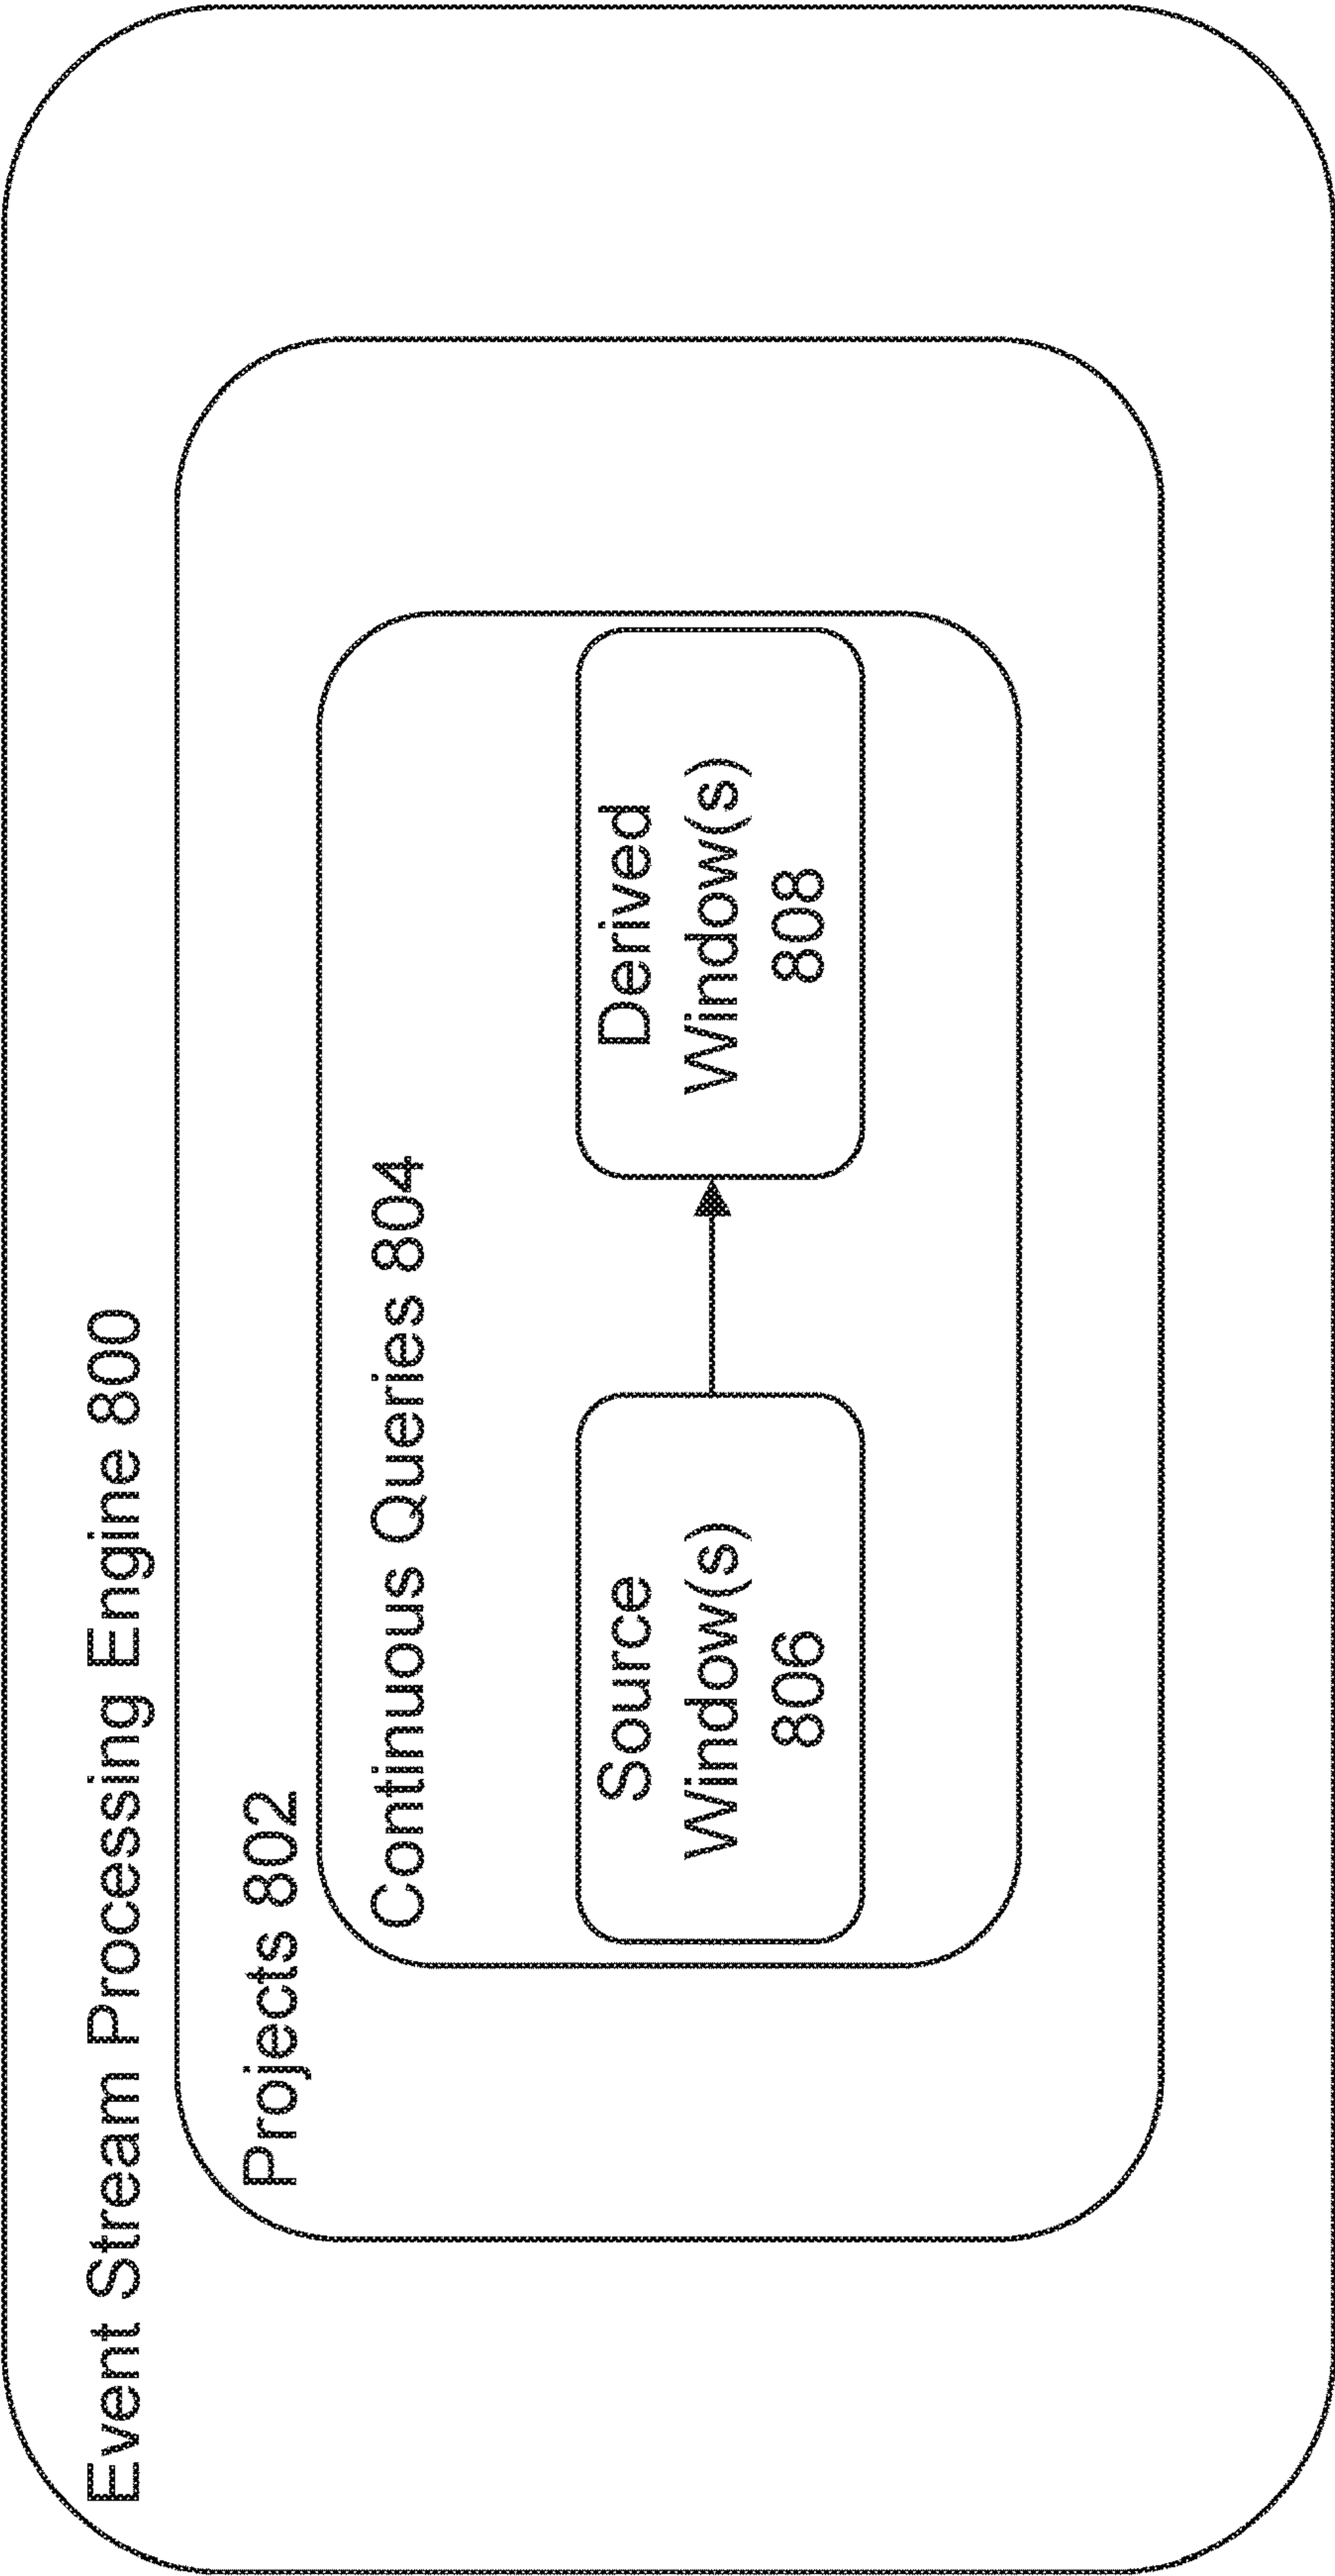 Event Stream Processing Engine 800
Projects 802
Continuous Queries 804
Source
Window(s)
806
Derived
Window(s)
808